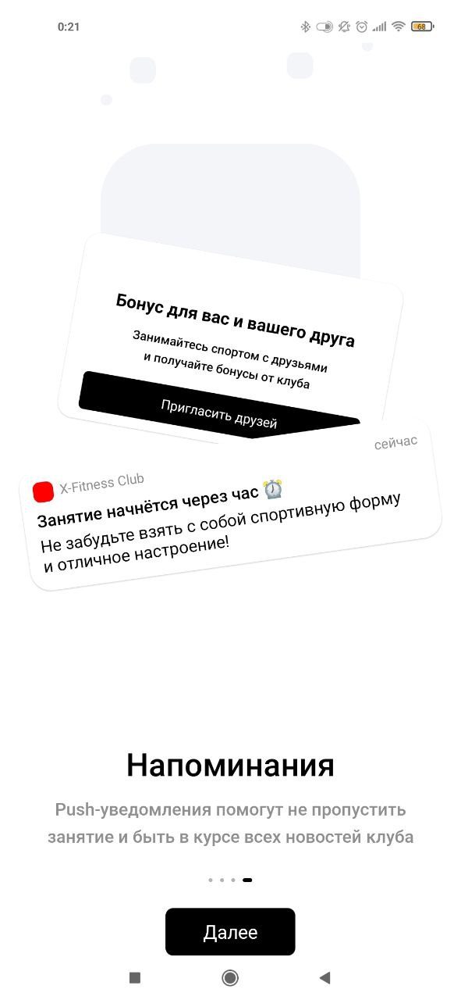 0:21
68
Бонус для вас и вашего друга
Занимайтесь спортом с друзьями
и получайте бонусы от клуба
Пригласить друзей
сейчас
X-Fitness Club
Занятие начнётся через час ⏰
Не забудьте взять с собой спортивную форму
и отличное настроение!
Напоминания
Push-уведомления помогут не пропустить
занятие и быть в курсе всех новостей клуба
Далее